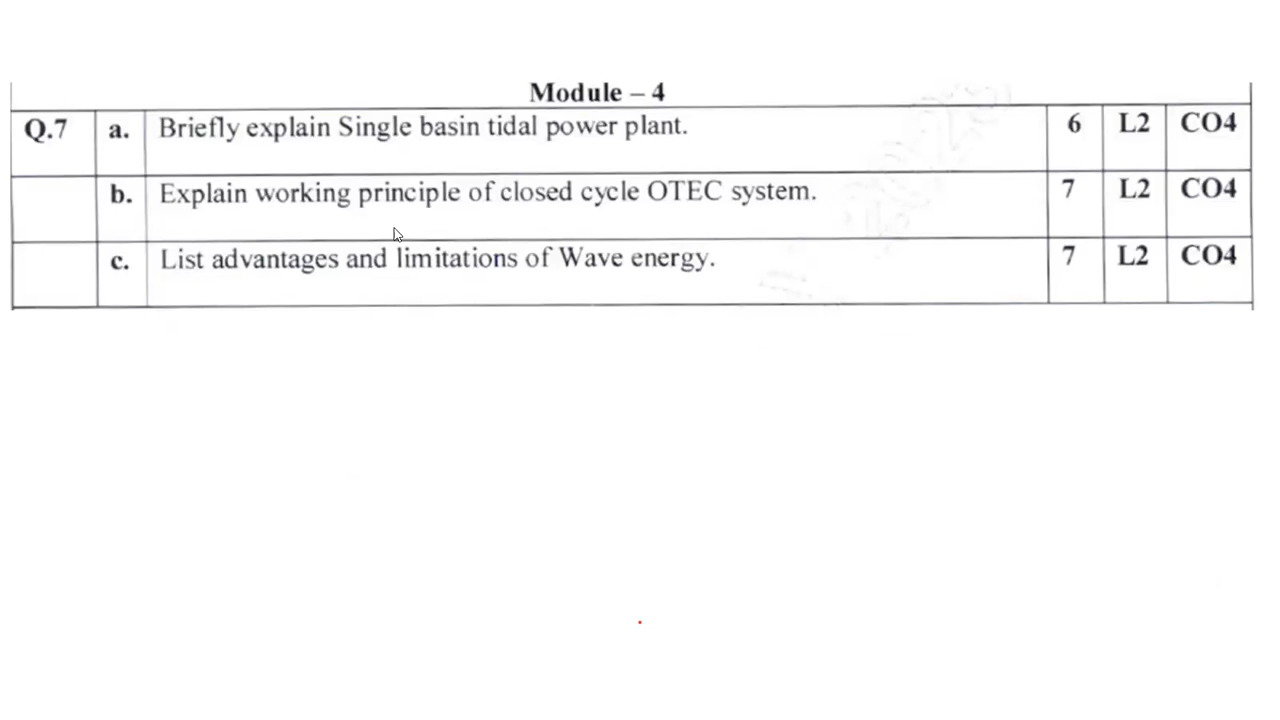 Module – 4
Q.7 a. Briefly explain Single basin tidal power plant. 6 L2 CO4
b. Explain working principle of closed cycle OTEC system. 7 L2 CO4
c. List advantages and limitations of Wave energy. 7 L2 CO4